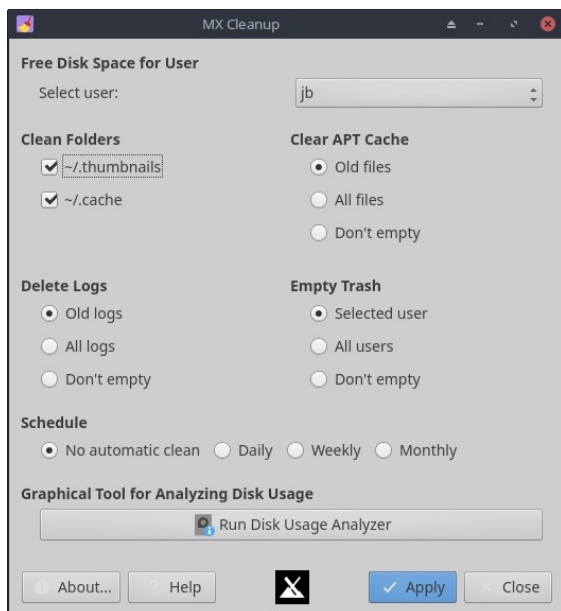 MX Cleanup
Free Disk Space for User
Select user: jb
Clean Folders
~/.thumbnails
~/.cache
Clear APT Cache
Old files
All files
Don't empty
Delete Logs
Old logs
All logs
Don't empty
Empty Trash
Selected user
All users
Don't empty
Schedule
No automatic clean Daily Weekly Monthly
Graphical Tool for Analyzing Disk Usage
Run Disk Usage Analyzer
About... Help Apply Close